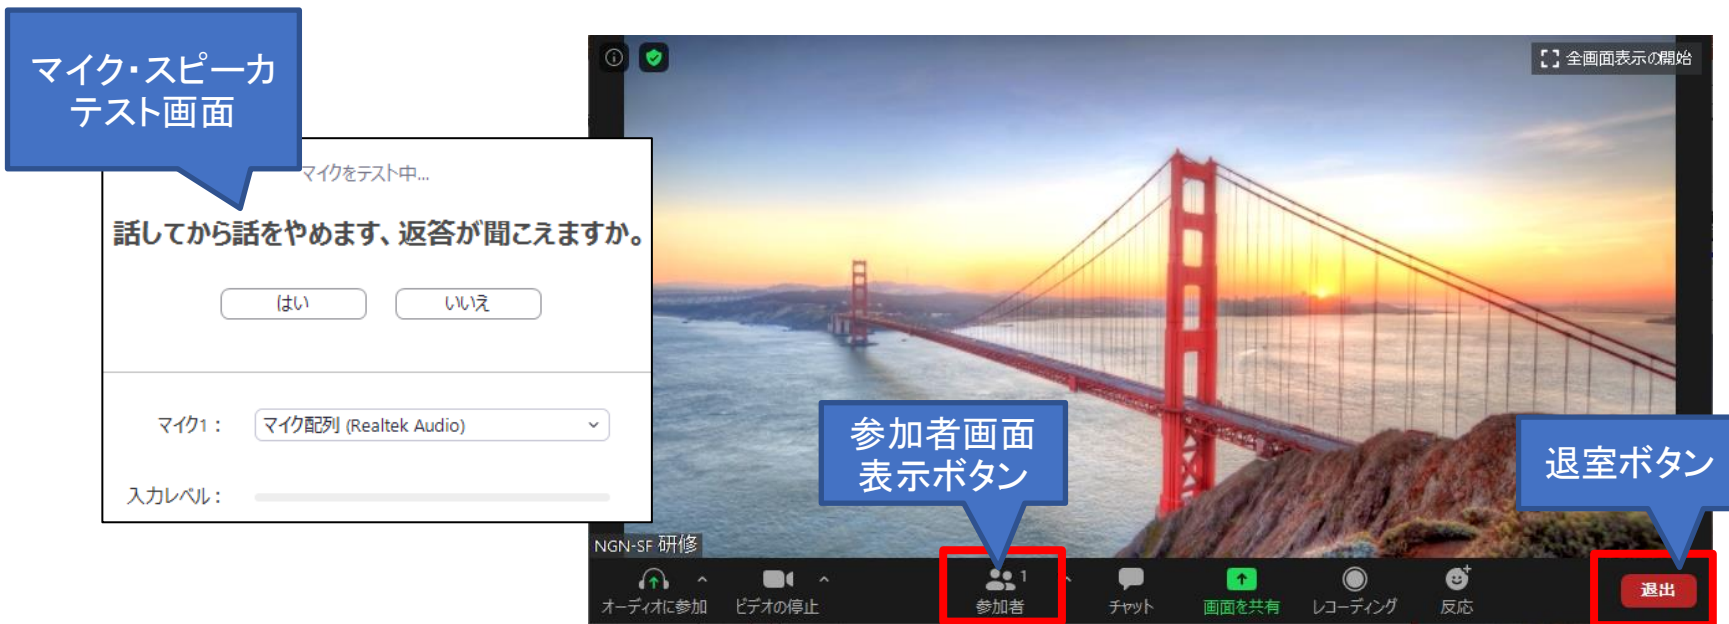 マイク・スピーカ
テスト画面
マイクをテスト中...
話してから話をやめます、返答が聞こえますか。
はい
いいえ
マイク1：
マイク配列 (Realtek Audio)
入力レベル：
全画面表示の開始
参加者画面
表示ボタン
退室ボタン
NGN-SF 研修
オーディオに参加
ビデオの停止
1
参加者
チャット
画面を共有
レコーディング
反応
退出